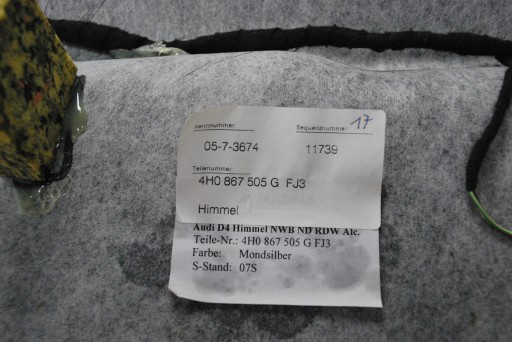 Kennnummer: Sequenznummer: 17
05-7-3674 11739
Teilenummer:
4H0 867 505 G FJ3
Himmel
Audi D4 Himmel NWB ND RDW Alc.
Teile-Nr.: 4H0 867 505 G FJ3
Farbe: Mondsilber
S-Stand: 07S